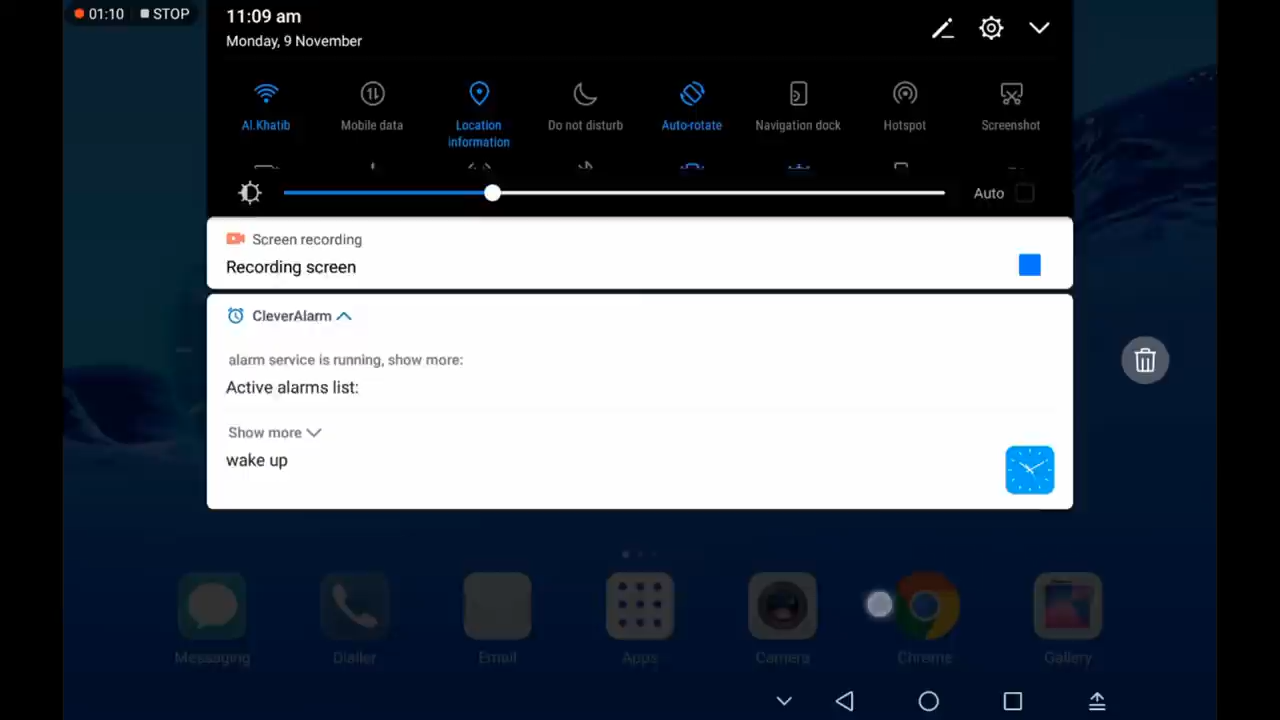 01:10 STOP
11:09 am
Monday, 9 November
Al.Khatib
Mobile data
Location
information
Do not disturb
Auto-rotate
Navigation dock
Hotspot
Screenshot
Auto
Screen recording
Recording screen
CleverAlarm
alarm service is running, show more:
Active alarms list:
Show more
wake up
Messaging
Dialler
Email
Apps
Camera
Chrome
Gallery